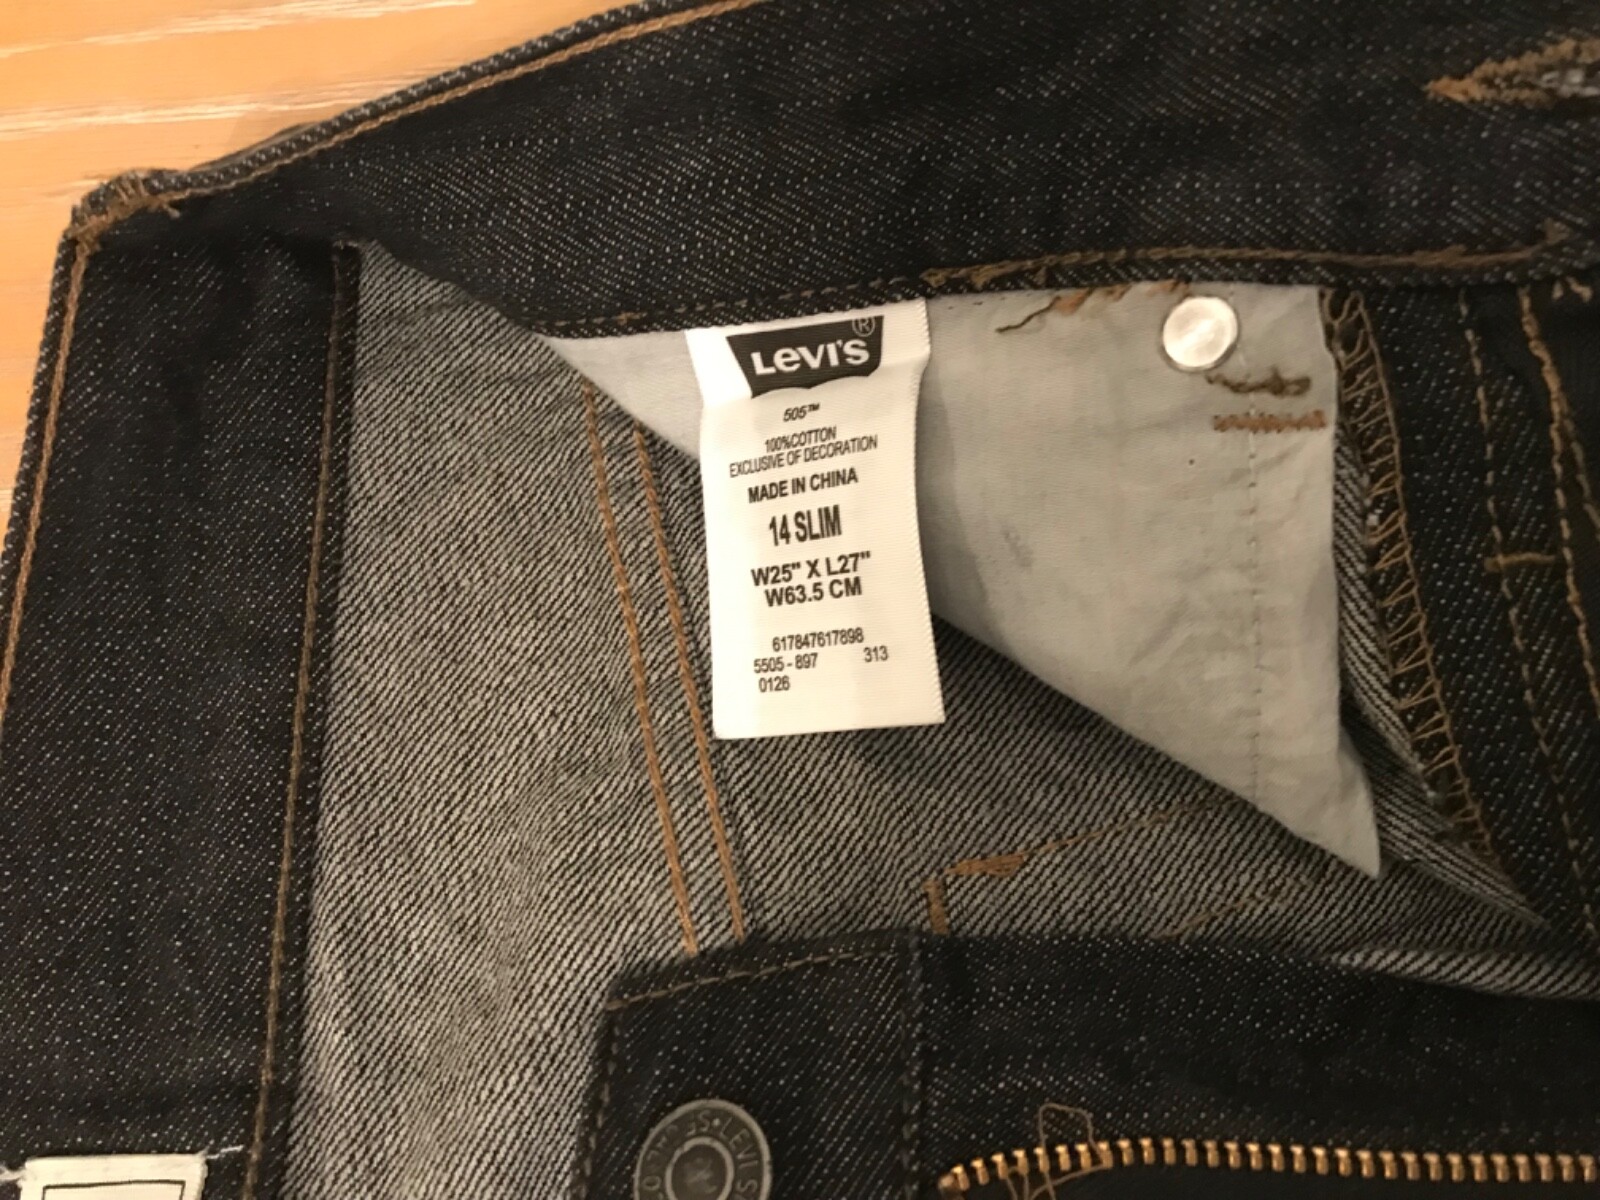 LEVI'S®
505™
100%COTTON
EXCLUSIVE OF DECORATION
MADE IN CHINA
14 SLIM
W25" X L27"
W63.5 CM
617847617898
5505 - 897 313
0126
LEVI S